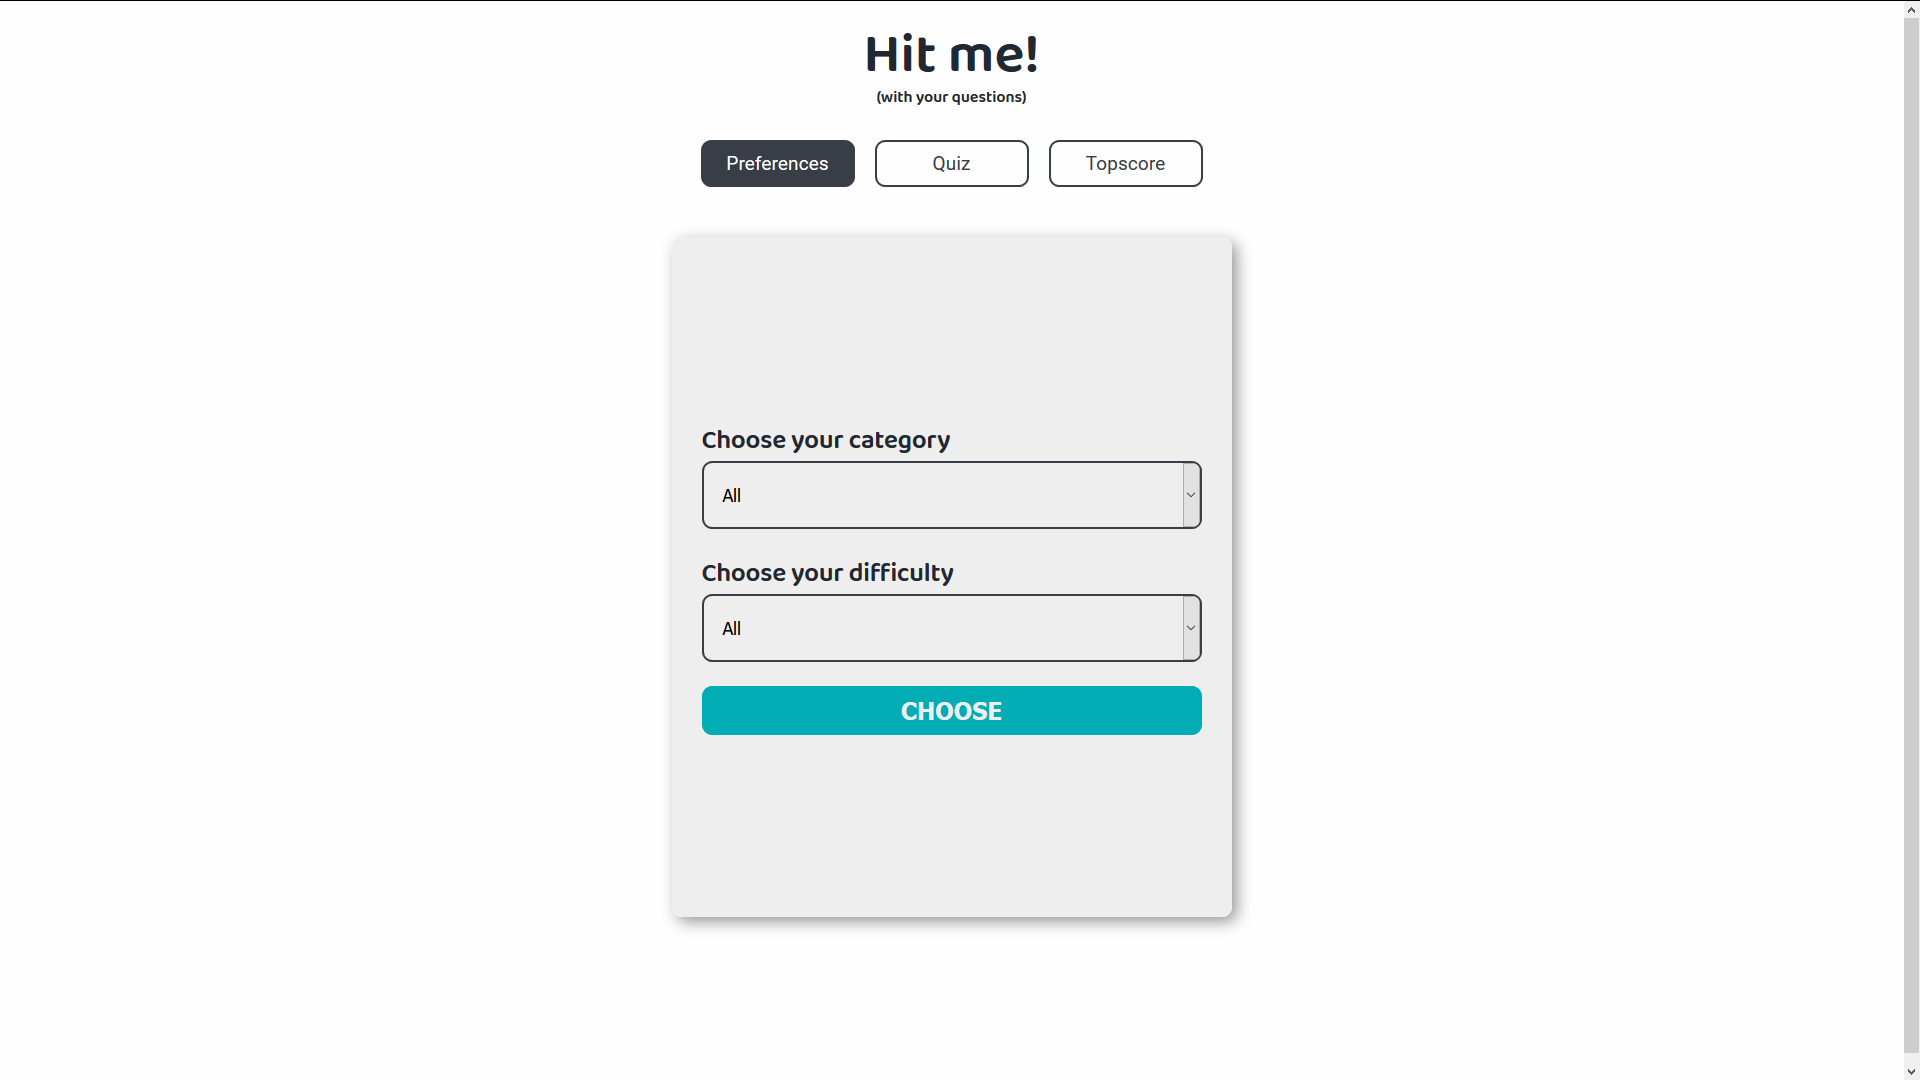 Hit me!
(with your questions)
Preferences
Quiz
Topscore
Choose your category
All
Choose your difficulty
All
CHOOSE